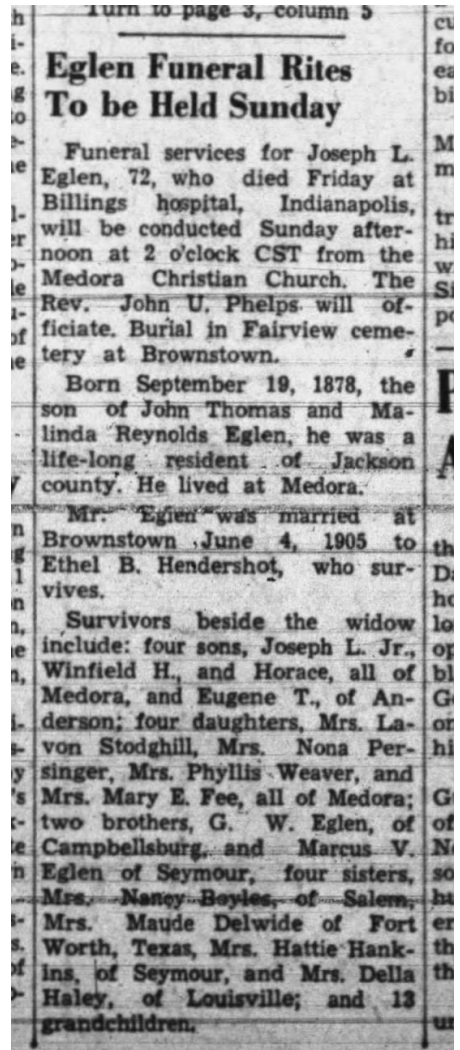 Turn to page 3, column 5
Eglen Funeral Rites
To be Held Sunday
Funeral services for Joseph L.
Eglen, 72, who died Friday at
Billings hospital, Indianapolis,
will be conducted Sunday after-
noon at 2 o'clock CST from the
Medora Christian Church. The
Rev. John U. Phelps will of-
ficiate. Burial in Fairview ceme-
tery at Brownstown.
Born September 19, 1878, the
son of John Thomas and Ma-
linda Reynolds Eglen, he was a
life-long resident of Jackson
county. He lived at Medora.
Mr. Eglen was married at
Brownstown June 4, 1905 to
Ethel B. Hendershot, who sur-
vives.
Survivors beside the widow
include: four sons, Joseph L. Jr.,
Winfield H., and Horace, all of
Medora, and Eugene T., of An-
derson; four daughters, Mrs. La-
von Stodghill, Mrs. Nona Per-
singer, Mrs. Phyllis Weaver, and
Mrs. Mary E. Fee, all of Medora;
two brothers, G. W. Eglen, of
Campbellsburg, and Marcus V.
Eglen of Seymour, four sisters,
Mrs. Nancy Boyles, of Salem,
Mrs. Maude Delwide of Fort
Worth, Texas, Mrs. Hattie Hank-
ins, of Seymour, and Mrs. Della
Haley, of Louisville; and 13
grandchildren.